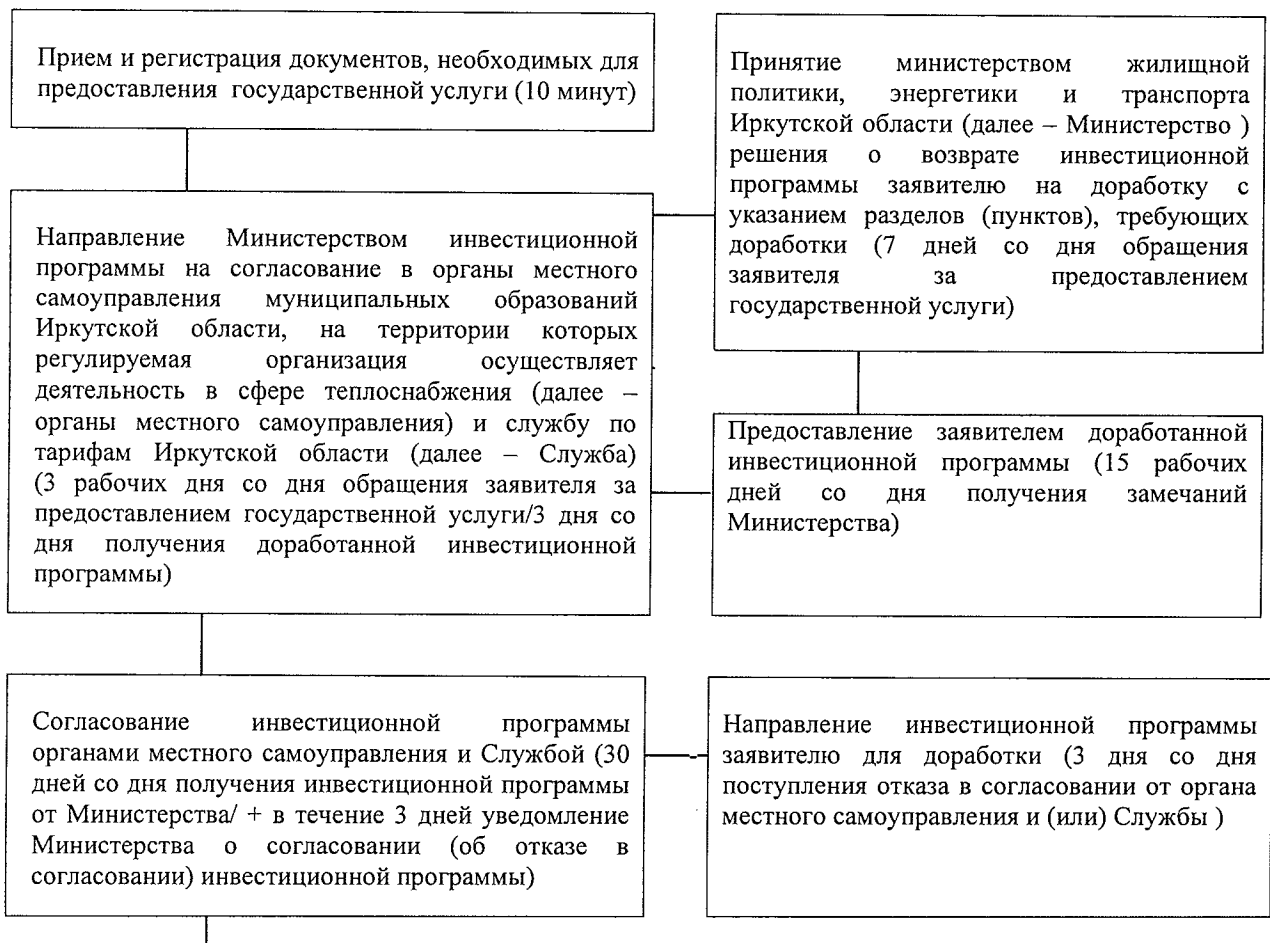 Прием и регистрация документов, необходимых для
предоставления государственной услуги (10 минут)
Принятие министерством жилищной
политики, энергетики и транспорта
Иркутской области (далее – Министерство )
решения о возврате инвестиционной
программы заявителю на доработку с
указанием разделов (пунктов), требующих
доработки (7 дней со дня обращения
заявителя за предоставлением
государственной услуги)
Направление Министерством инвестиционной
программы на согласование в органы местного
самоуправления муниципальных образований
Иркутской области, на территории которых
регулируемая организация осуществляет
деятельность в сфере теплоснабжения (далее –
органы местного самоуправления) и службу по
тарифам Иркутской области (далее – Служба)
(3 рабочих дня со дня обращения заявителя за
предоставлением государственной услуги/3 дня со
дня получения доработанной инвестиционной
программы)
Предоставление заявителем доработанной
инвестиционной программы (15 рабочих
дней со дня получения замечаний
Министерства)
Согласование инвестиционной программы
органами местного самоуправления и Службой (30
дней со дня получения инвестиционной программы
от Министерства/ + в течение 3 дней уведомление
Министерства о согласовании (об отказе в
согласовании) инвестиционной программы)
Направление инвестиционной программы
заявителю для доработки (3 дня со дня
поступления отказа в согласовании от органа
местного самоуправления и (или) Службы )